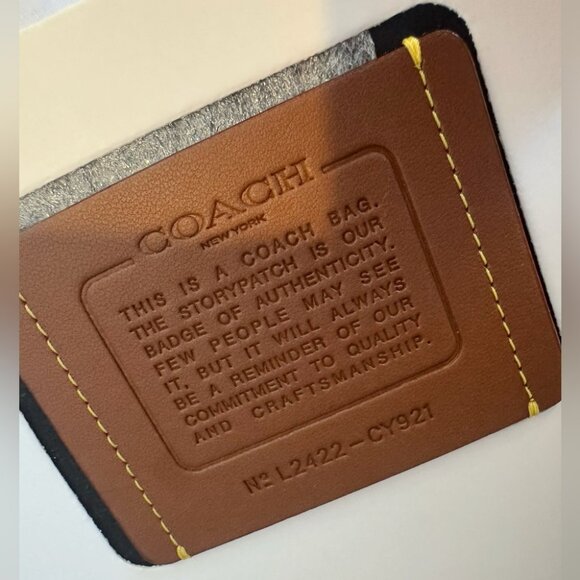 COACH
NEW YORK
THIS IS A COACH BAG.
THE STORYPATCH IS OUR
BADGE OF AUTHENTICITY.
FEW PEOPLE MAY SEE
IT, BUT IT WILL ALWAYS
BE A REMINDER OF OUR
COMMITMENT TO QUALITY
AND CRAFTSMANSHIP.
Nº L2422-CY921